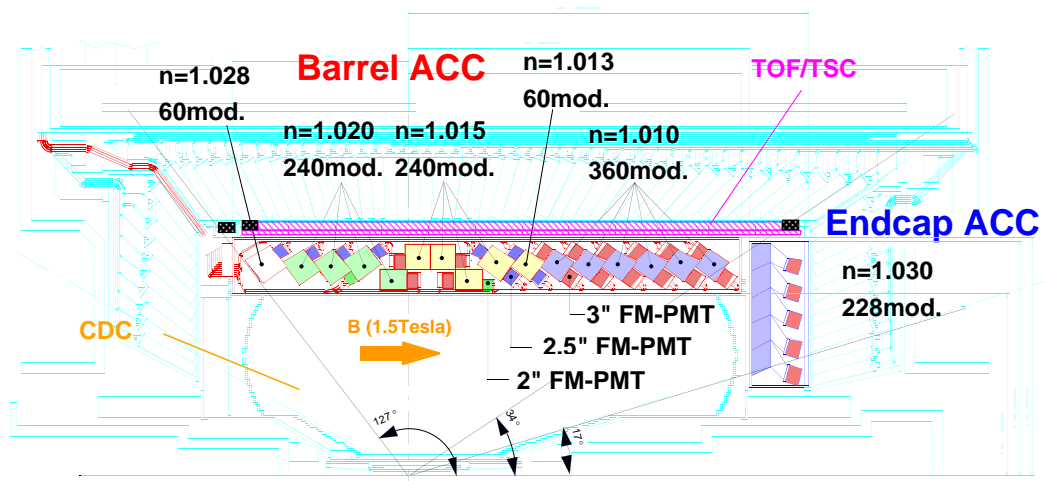 Barrel ACC
n=1.013
60mod.
TOF/TSC
n=1.028
60mod.
n=1.020
240mod.
n=1.015
240mod.
n=1.010
360mod.
Endcap ACC
n=1.030
228mod.
3" FM-PMT
2.5" FM-PMT
2" FM-PMT
CDC
B (1.5Tesla)
127°
34°
17°